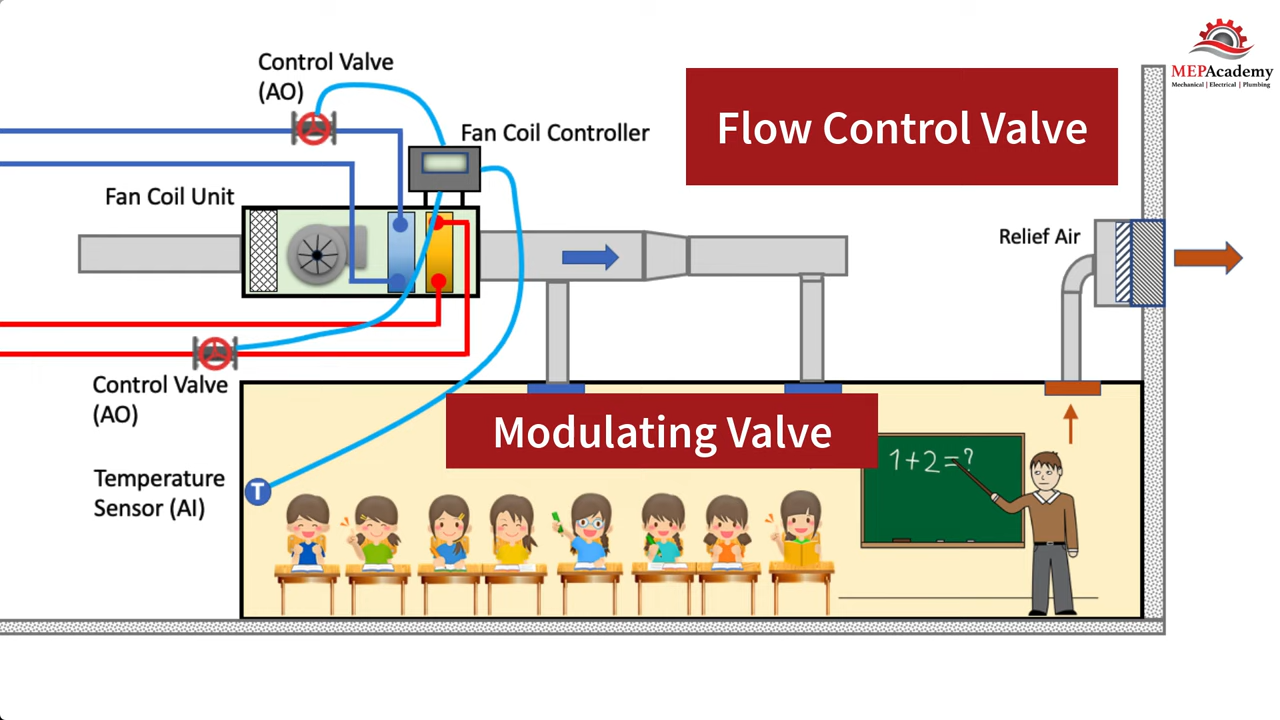 Control Valve
(AO)
MEPAcademy
Mechanical | Electrical | Plumbing
Flow Control Valve
Fan Coil Controller
Fan Coil Unit
Relief Air
Control Valve
(AO)
Modulating Valve
1+2=?
Temperature
Sensor (AI)
T